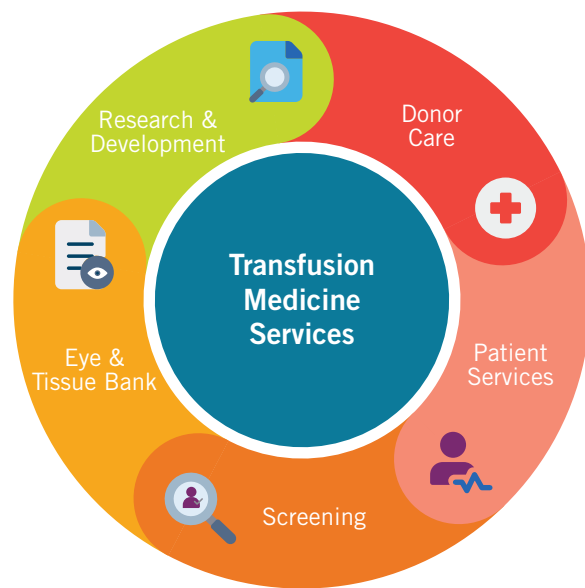 Transfusion
Medicine
Services
Donor
Care
Patient
Services
Screening
Eye &
Tissue Bank
Research &
Development